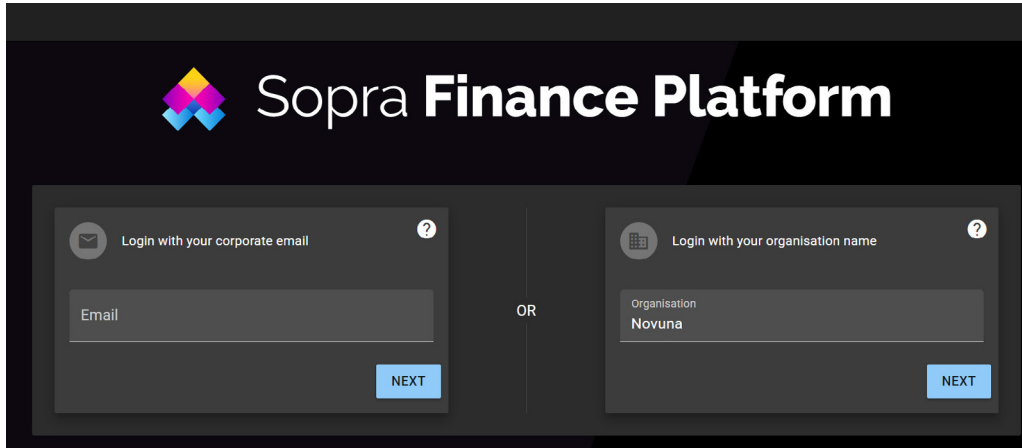 Sopra Finance Platform
Login with your corporate email
?
Email
NEXT
OR
Login with your organisation name
?
Organisation
Novuna
NEXT